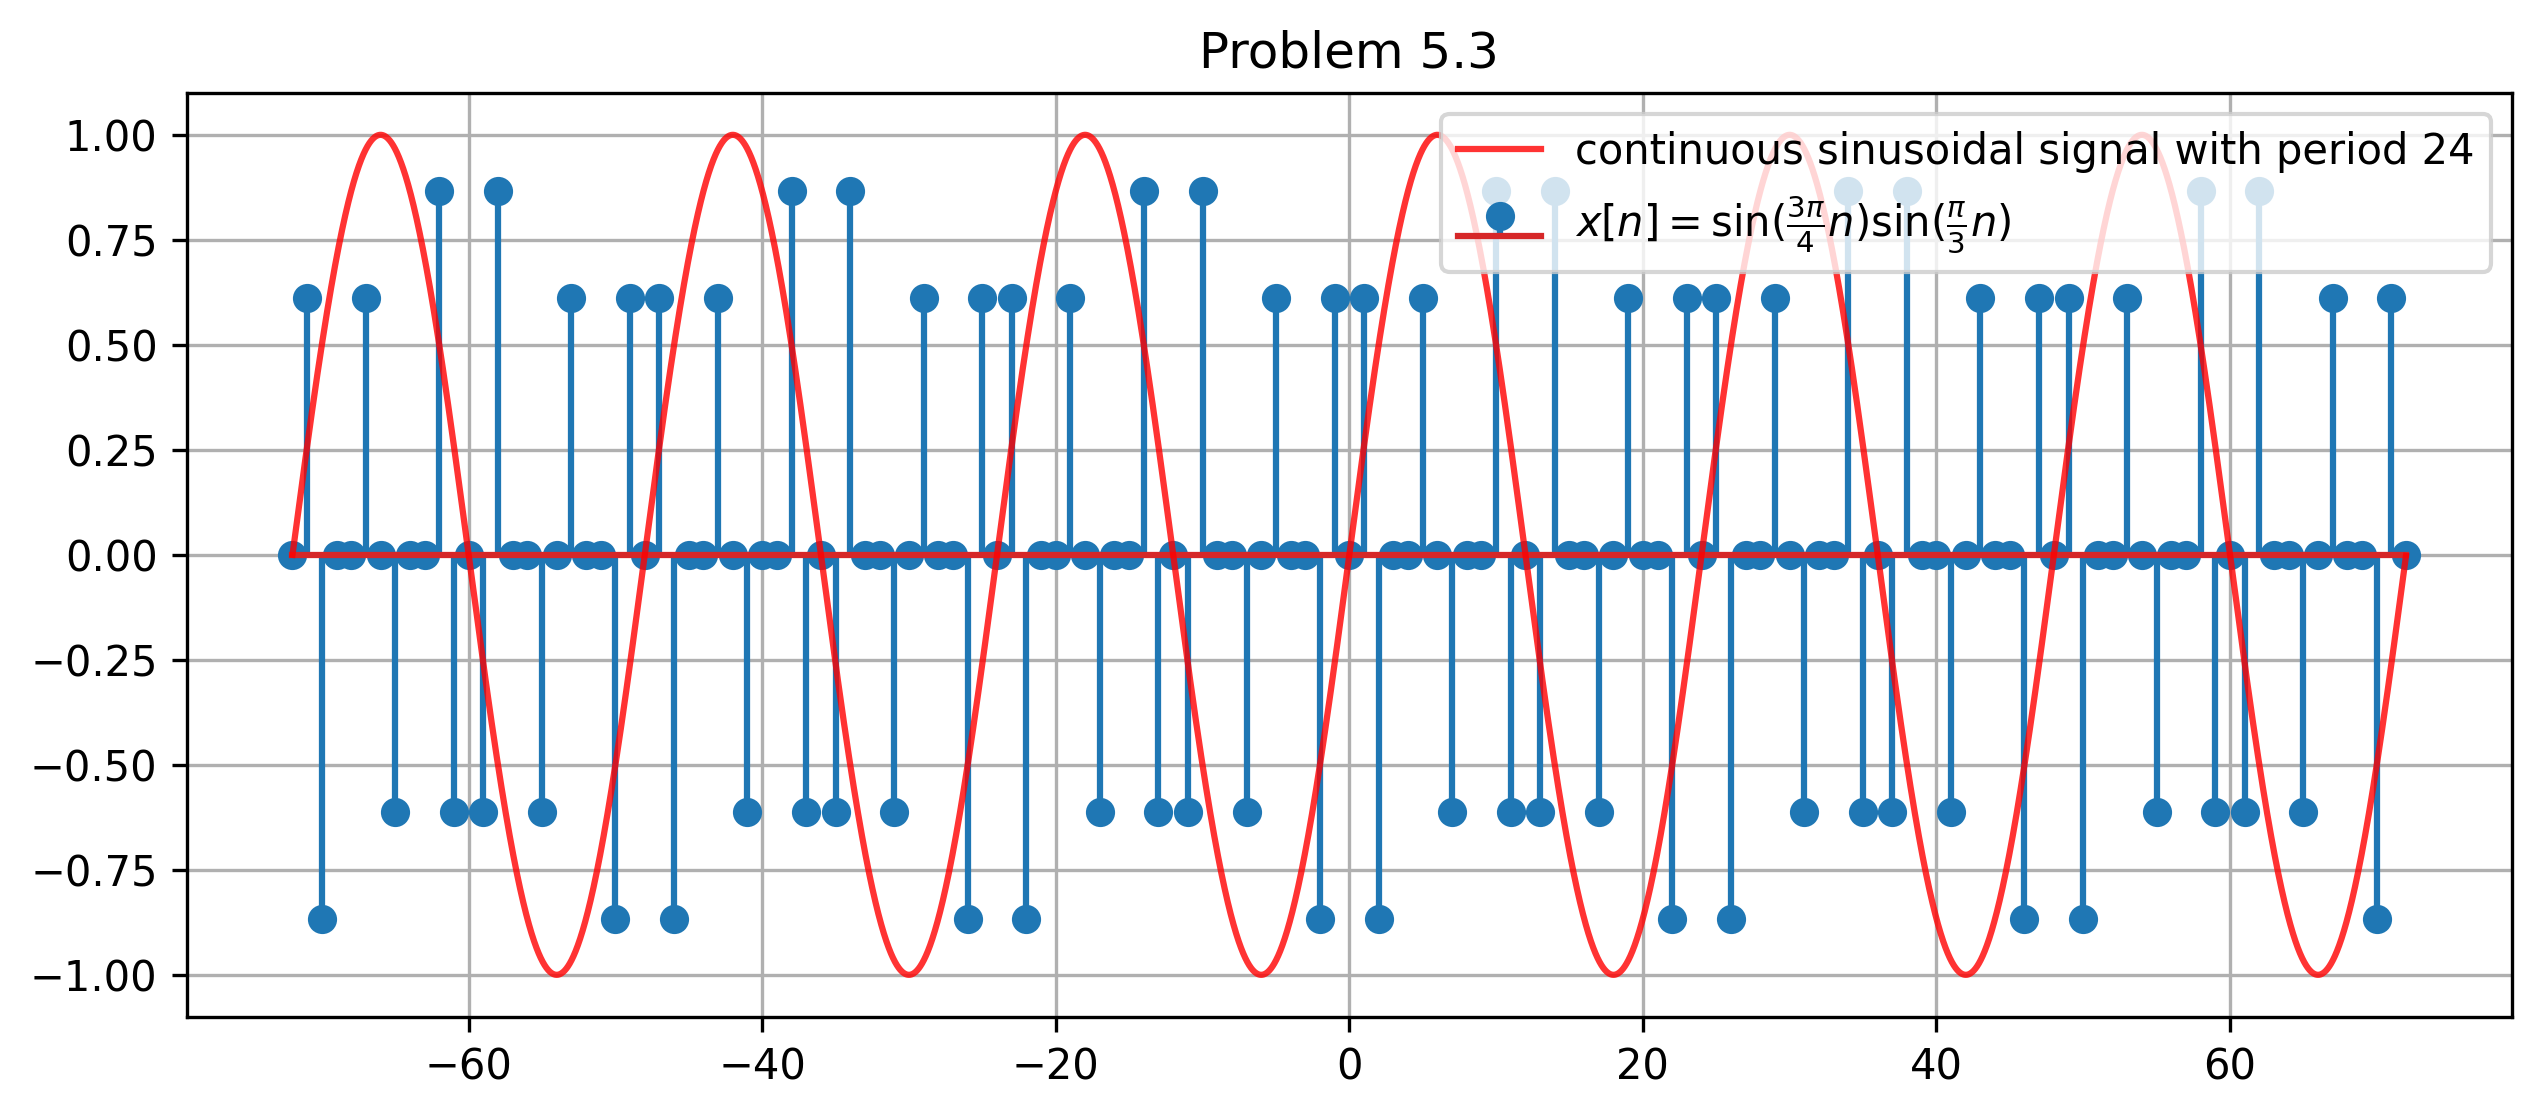 Problem 5.3
continuous sinusoidal signal with period 24
x[n] = sin(\frac{3π}{4}n)sin(\frac{π}{3}n)
1.00
0.75
0.50
0.25
0.00
−0.25
−0.50
−0.75
−1.00
−60 −40 −20 0 20 40 60